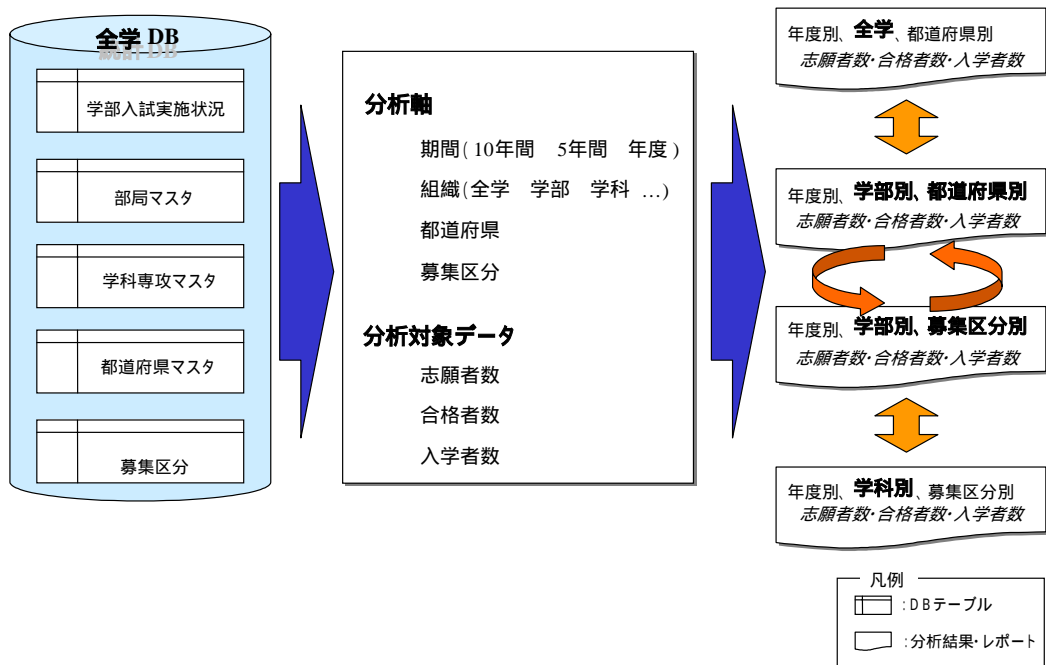 全学 DB
統計 DB
学部入試実施状況
部局マスタ
学科専攻マスタ
都道府県マスタ
募集区分
分析軸
期間(10年間 5年間 年度)
組織(全学 学部 学科 …)
都道府県
募集区分
分析対象データ
志願者数
合格者数
入学者数
年度別、全学、都道府県別
志願者数・合格者数・入学者数
年度別、学部別、都道府県別
志願者数・合格者数・入学者数
年度別、学部別、募集区分別
志願者数・合格者数・入学者数
年度別、学科別、募集区分別
志願者数・合格者数・入学者数
凡例
:DBテーブル
:分析結果・レポート